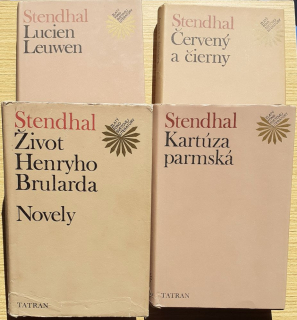 Stendhal
Lucien
Leuwen
Stendhal
Červený
a čierny
Stendhal
Život
Henryho
Brularda
Novely
TATRAN
Stendhal
Kartúza
parmská
TATRAN